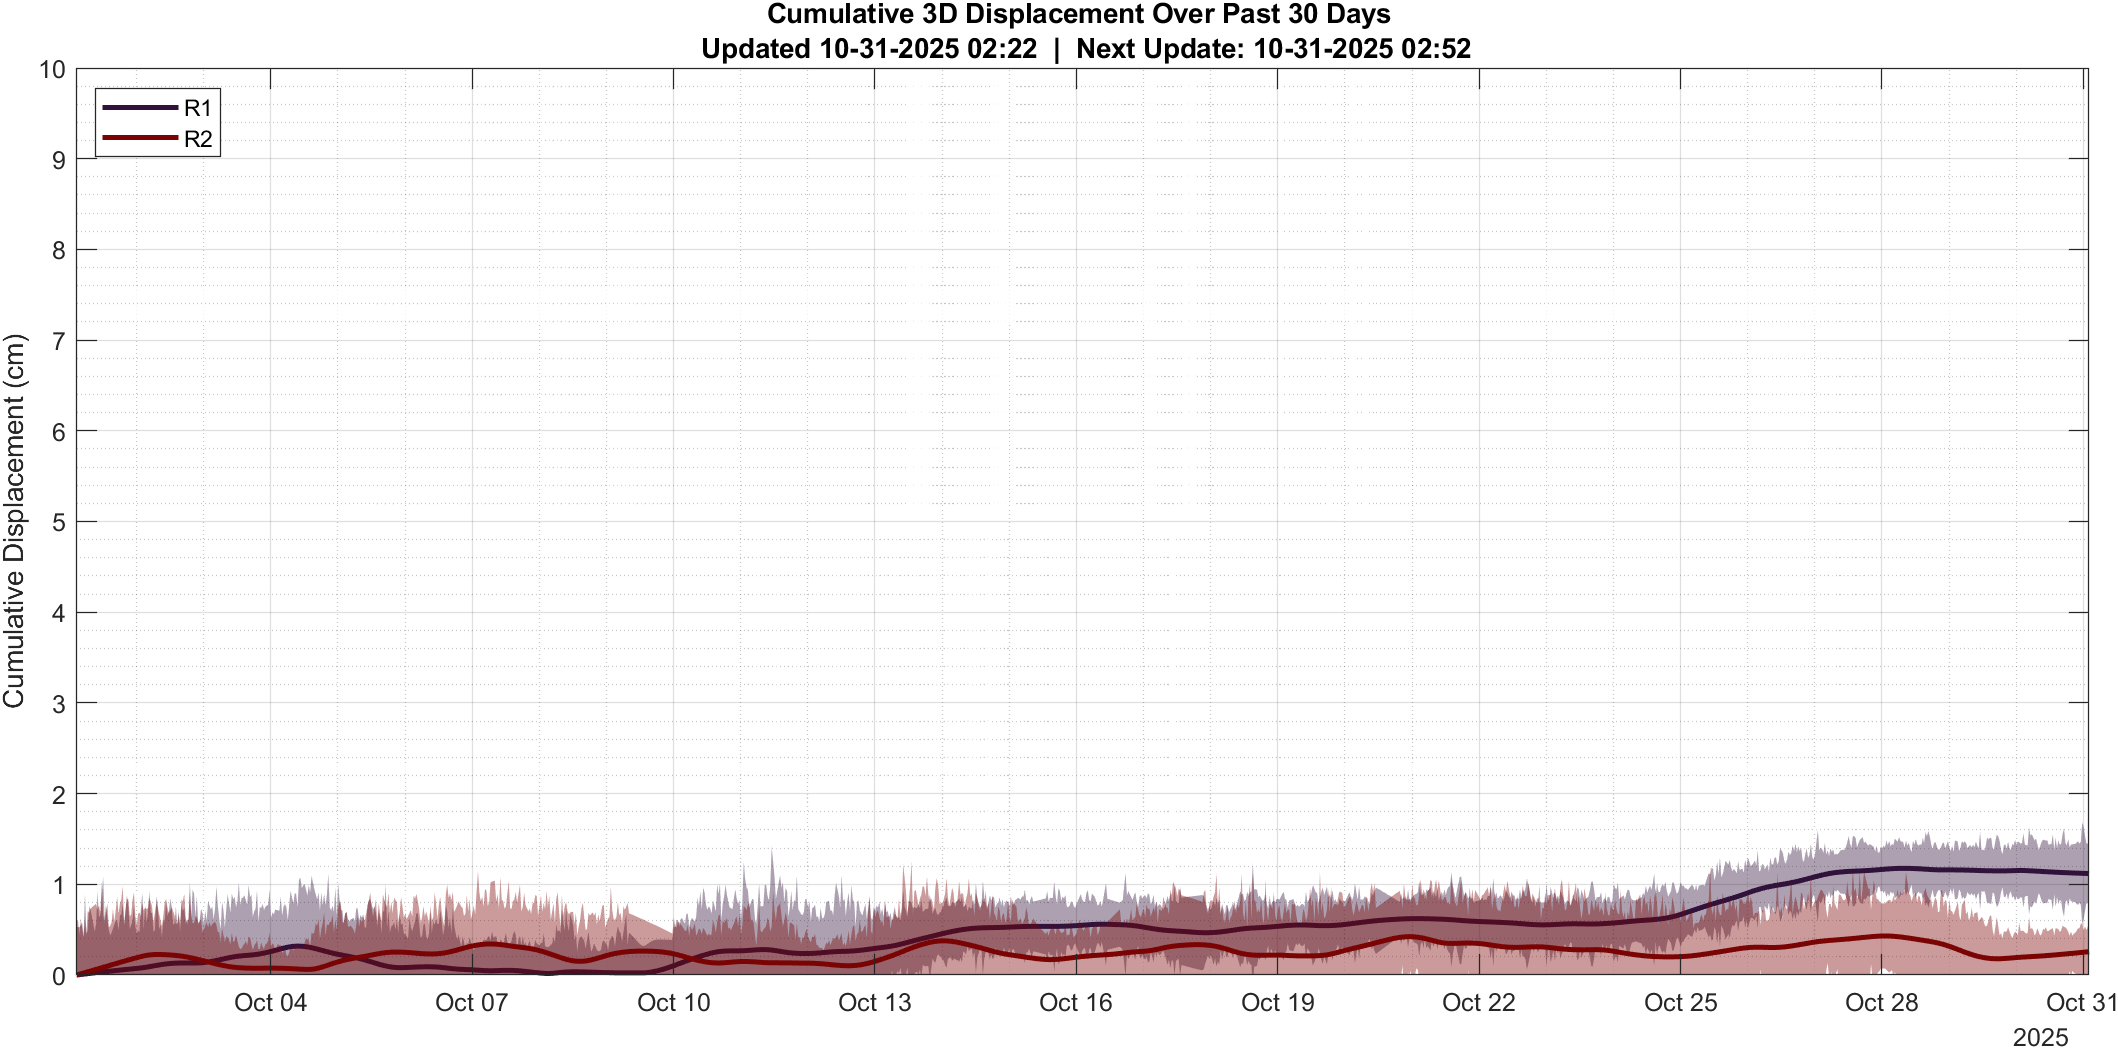 Cumulative 3D Displacement Over Past 30 Days
Updated 10-31-2025 02:22 | Next Update: 10-31-2025 02:52
R1
R2
Cumulative Displacement (cm)
10
9
8
7
6
5
4
3
2
1
0
Oct 04
Oct 07
Oct 10
Oct 13
Oct 16
Oct 19
Oct 22
Oct 25
Oct 28
Oct 31
2025